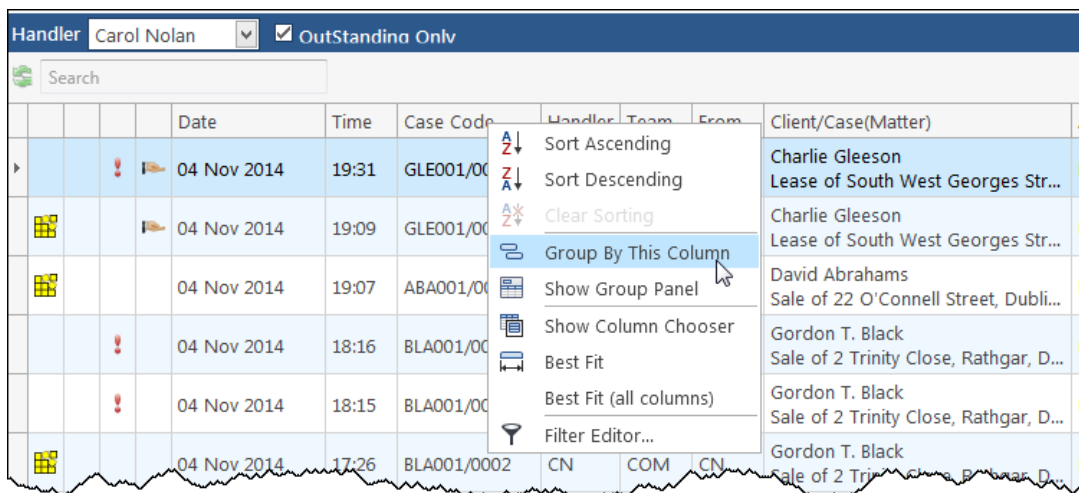 Handler Carol Nolan OutStanding Only
Search
Date Time Case Code Handler Team From Client/Case(Matter)
Sort Ascending
Sort Descending
Clear Sorting
Group By This Column
Show Group Panel
Show Column Chooser
Best Fit
Best Fit (all columns)
Filter Editor...
04 Nov 2014 19:31 GLE001/00 Charlie Gleeson
Lease of South West Georges Str...
04 Nov 2014 19:09 GLE001/00 Charlie Gleeson
Lease of South West Georges Str...
04 Nov 2014 19:07 ABA001/00 David Abrahams
Sale of 22 O'Connell Street, Dubli...
04 Nov 2014 18:16 BLA001/00 Gordon T. Black
Sale of 2 Trinity Close, Rathgar, D...
04 Nov 2014 18:15 BLA001/00 Gordon T. Black
Sale of 2 Trinity Close, Rathgar, D...
04 Nov 2014 17:26 BLA001/0002 CN COM CN Gordon T. Black
Sale of 2 Trinity Close, Rathgar, D...